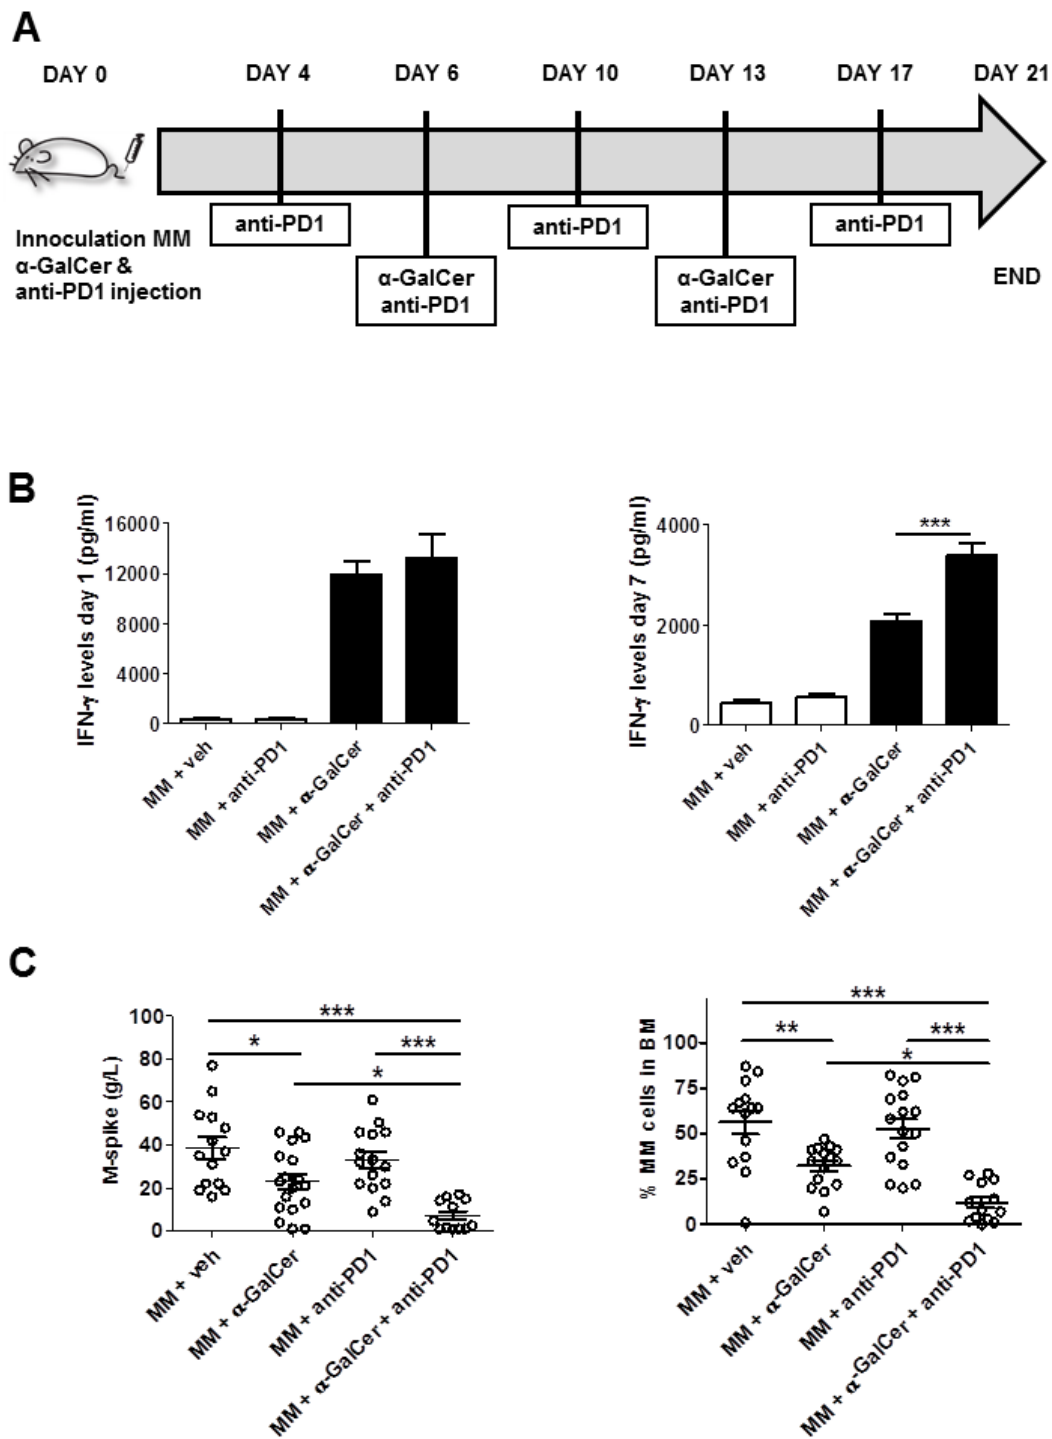 A
DAY 0 DAY 4 DAY 6 DAY 10 DAY 13 DAY 17 DAY 21
anti-PD1 anti-PD1 anti-PD1
Innoculation MM
α-GalCer &
anti-PD1 injection
α-GalCer
anti-PD1
α-GalCer
anti-PD1
END
B
IFN-γ levels day 1 (pg/ml)
16000
12000
8000
4000
0
MM + veh
MM + anti-PD1
MM + α-GalCer
MM + α-GalCer + anti-PD1
IFN-γ levels day 7 (pg/ml)
4000
2000
0
***
MM + veh
MM + anti-PD1
MM + α-GalCer
MM + α-GalCer + anti-PD1
C
M-spike (g/L)
100
80
60
40
20
0
***
* ***
*
MM + veh
MM + α-GalCer
MM + anti-PD1
MM + α-GalCer + anti-PD1
% MM cells in BM
100
75
50
25
0
***
** ***
*
MM + veh
MM + α-GalCer
MM + anti-PD1
MM + α-GalCer + anti-PD1